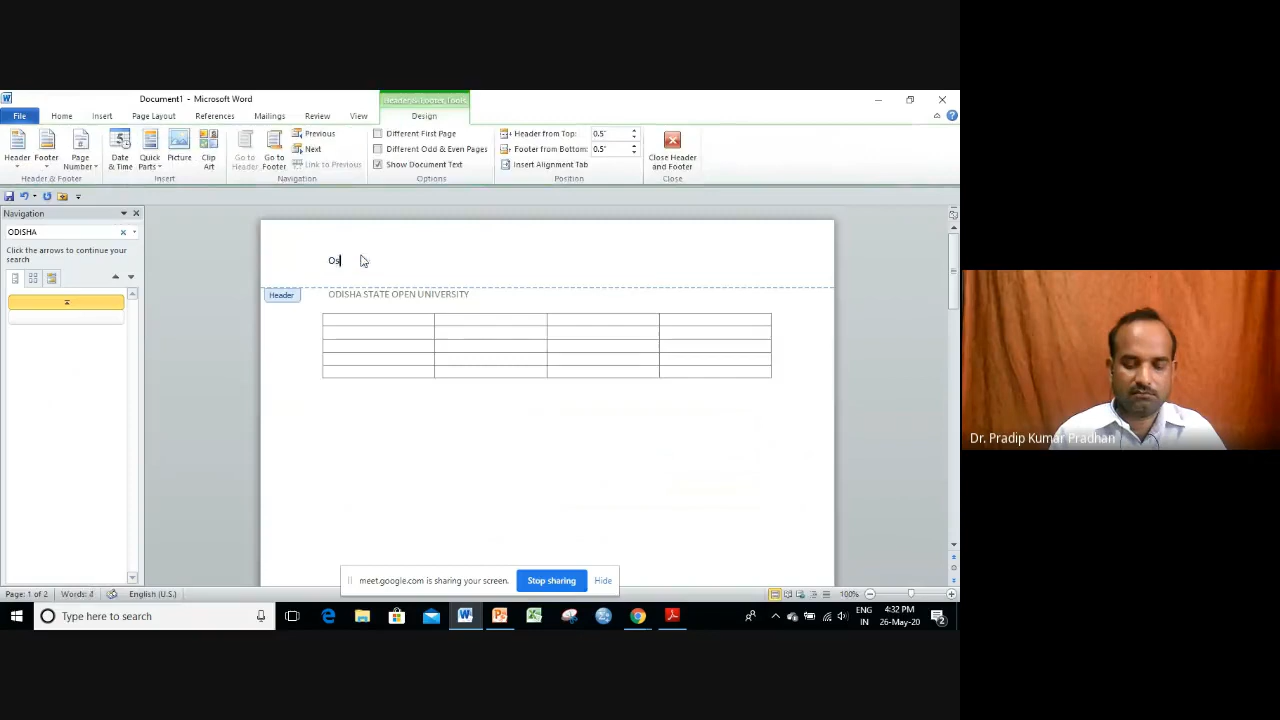 Document1 - Microsoft Word
Header & Footer Tools
File
Home
Insert
Page Layout
References
Mailings
Review
View
Design
Header
Footer
Page Number
Date & Time
Quick Parts
Picture
Clip Art
Go to Header
Go to Footer
Previous
Next
Link to Previous
Different First Page
Different Odd & Even Pages
Show Document Text
Header from Top: 0.5"
Footer from Bottom: 0.5"
Insert Alignment Tab
Close Header and Footer
Header & Footer
Insert
Navigation
Options
Position
Close
Navigation
ODISHA
Click the arrows to continue your
search
Os
Header
ODISHA STATE OPEN UNIVERSITY
Dr. Pradip Kumar Pradhan
meet.google.com is sharing your screen.
Stop sharing
Hide
Page: 1 of 2
Words: 4
English (U.S.)
100%
Type here to search
ENG
IN
4:32 PM
26-May-20
2